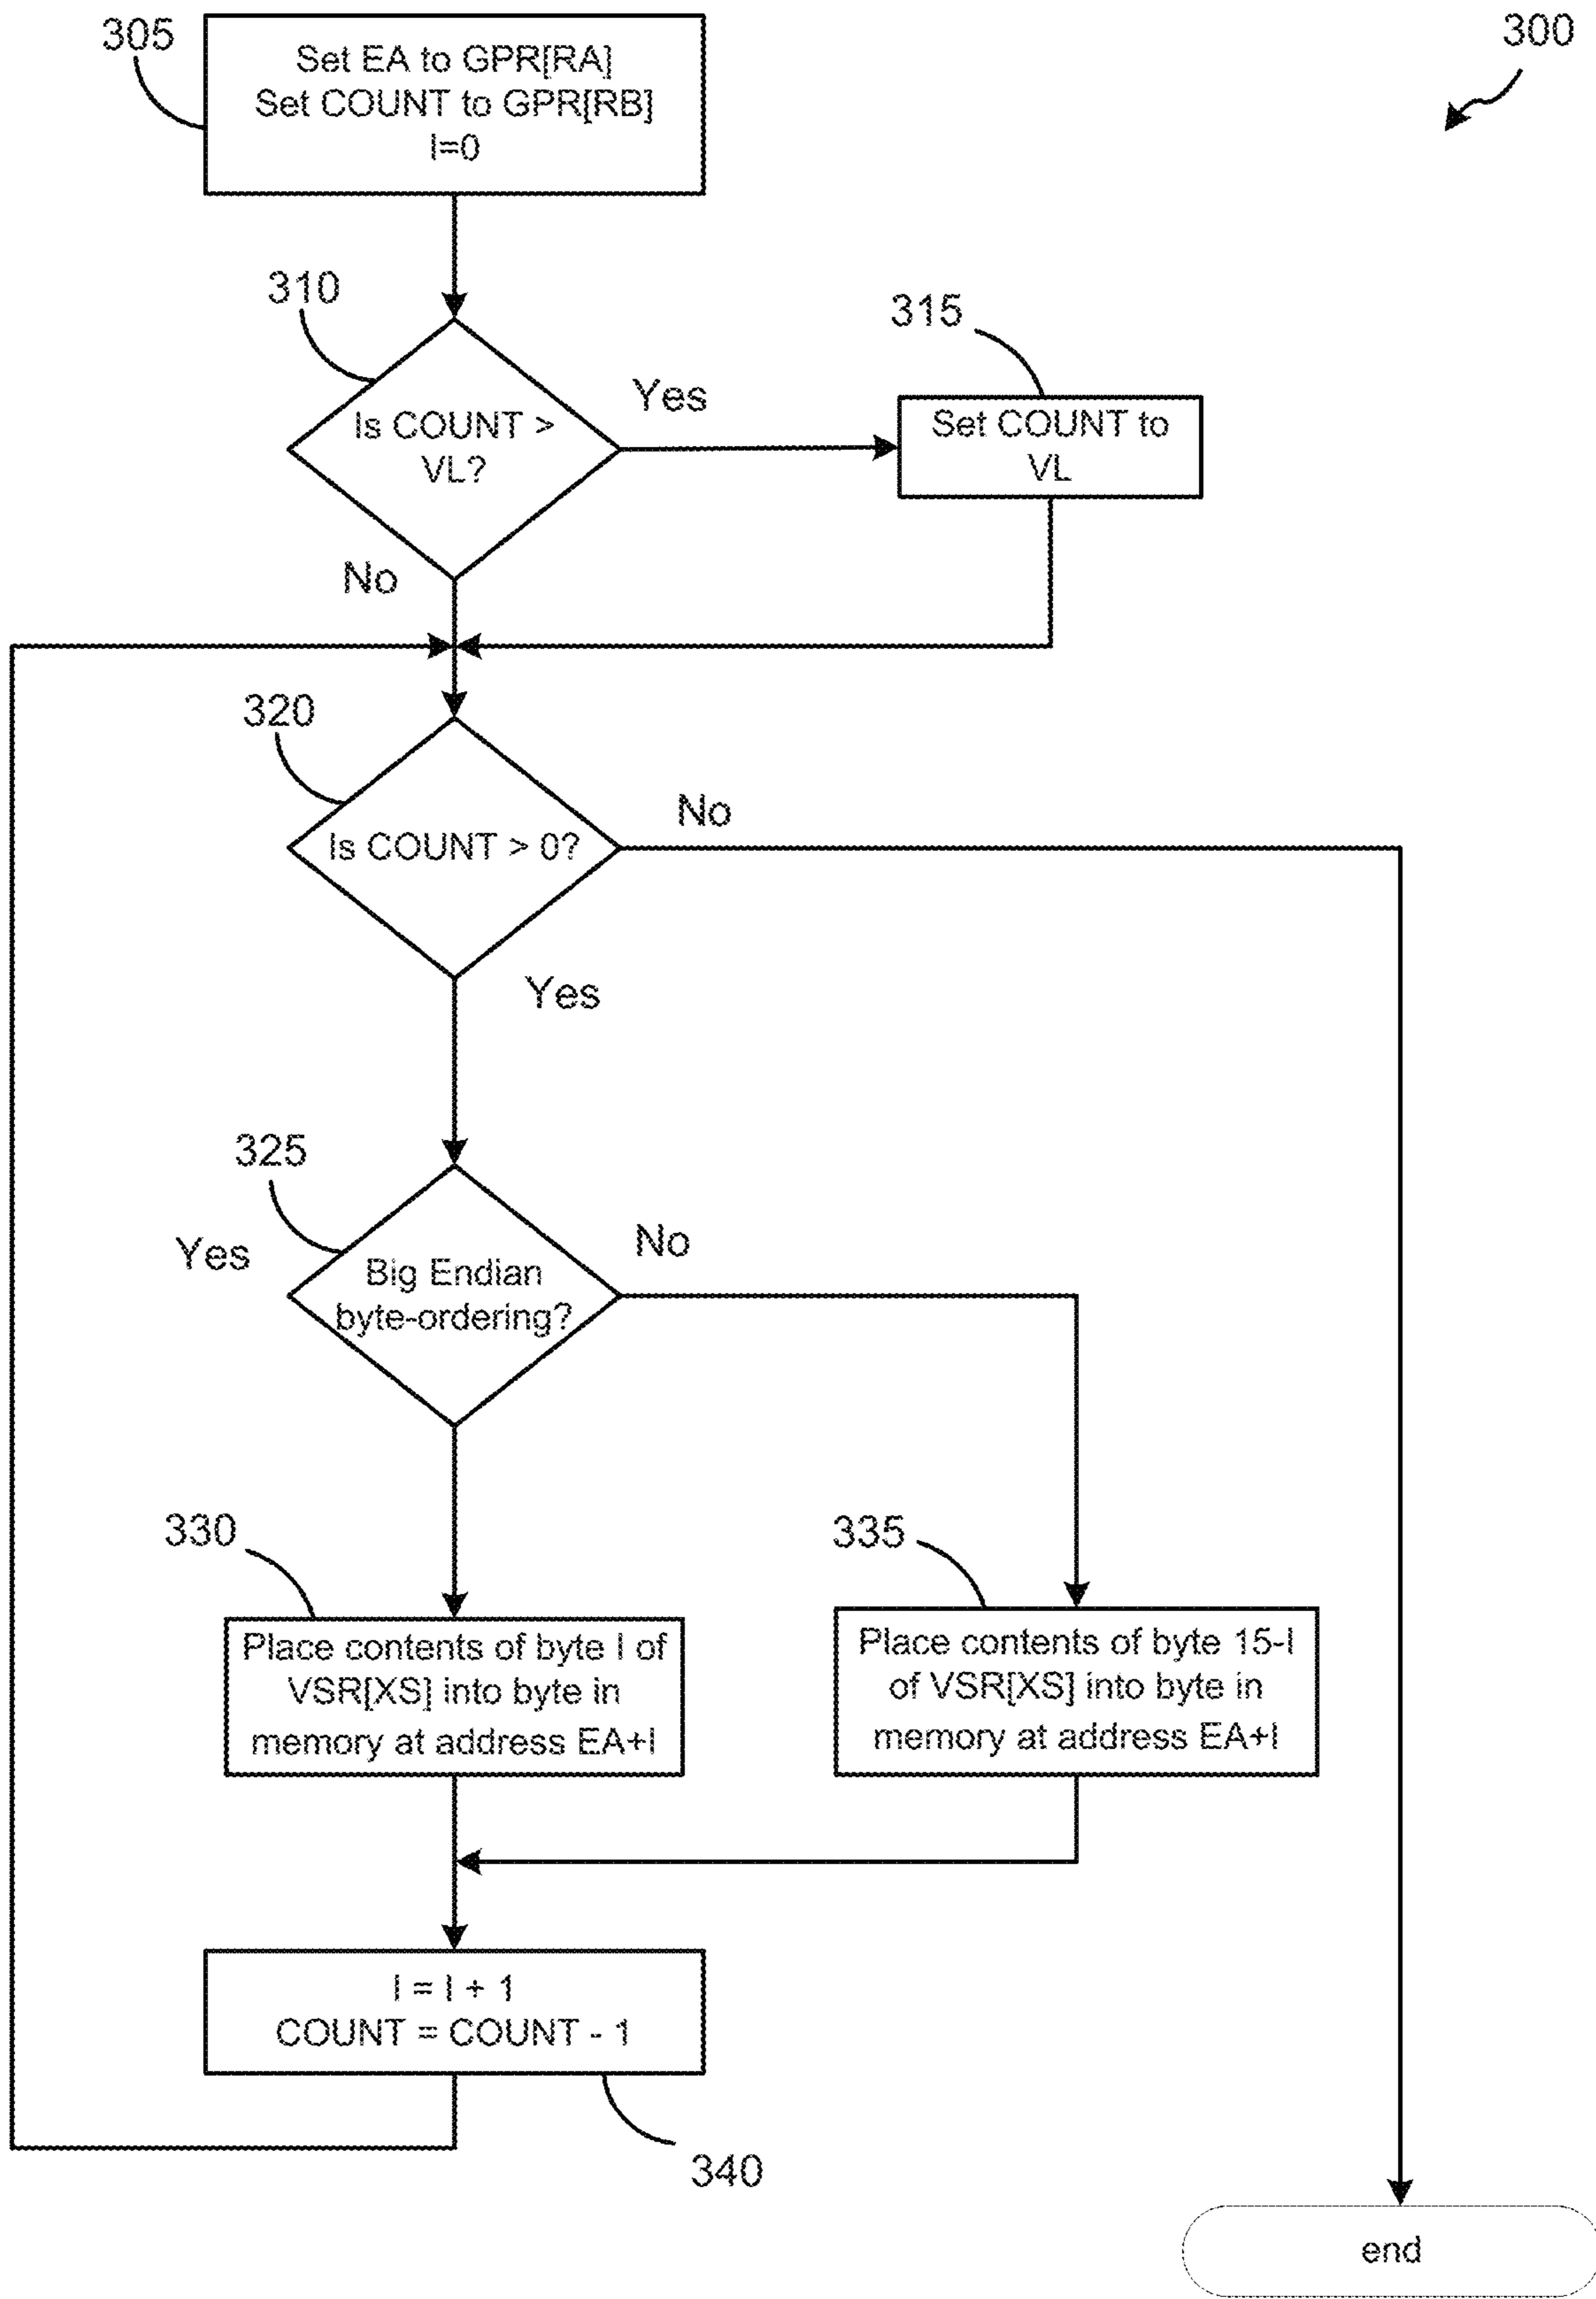 305
Set EA to GPR[RA]
Set COUNT to GPR[RB]
I=0
300
310
Is COUNT >
VL?
Yes
315
Set COUNT to
VL
No
320
Is COUNT > 0?
No
Yes
325
Yes
Big Endian
byte-ordering?
No
330
Place contents of byte I of
VSR[XS] into byte in
memory at address EA+I
335
Place contents of byte 15-I
of VSR[XS] into byte in
memory at address EA+I
I = I + 1
COUNT = COUNT - 1
340
end